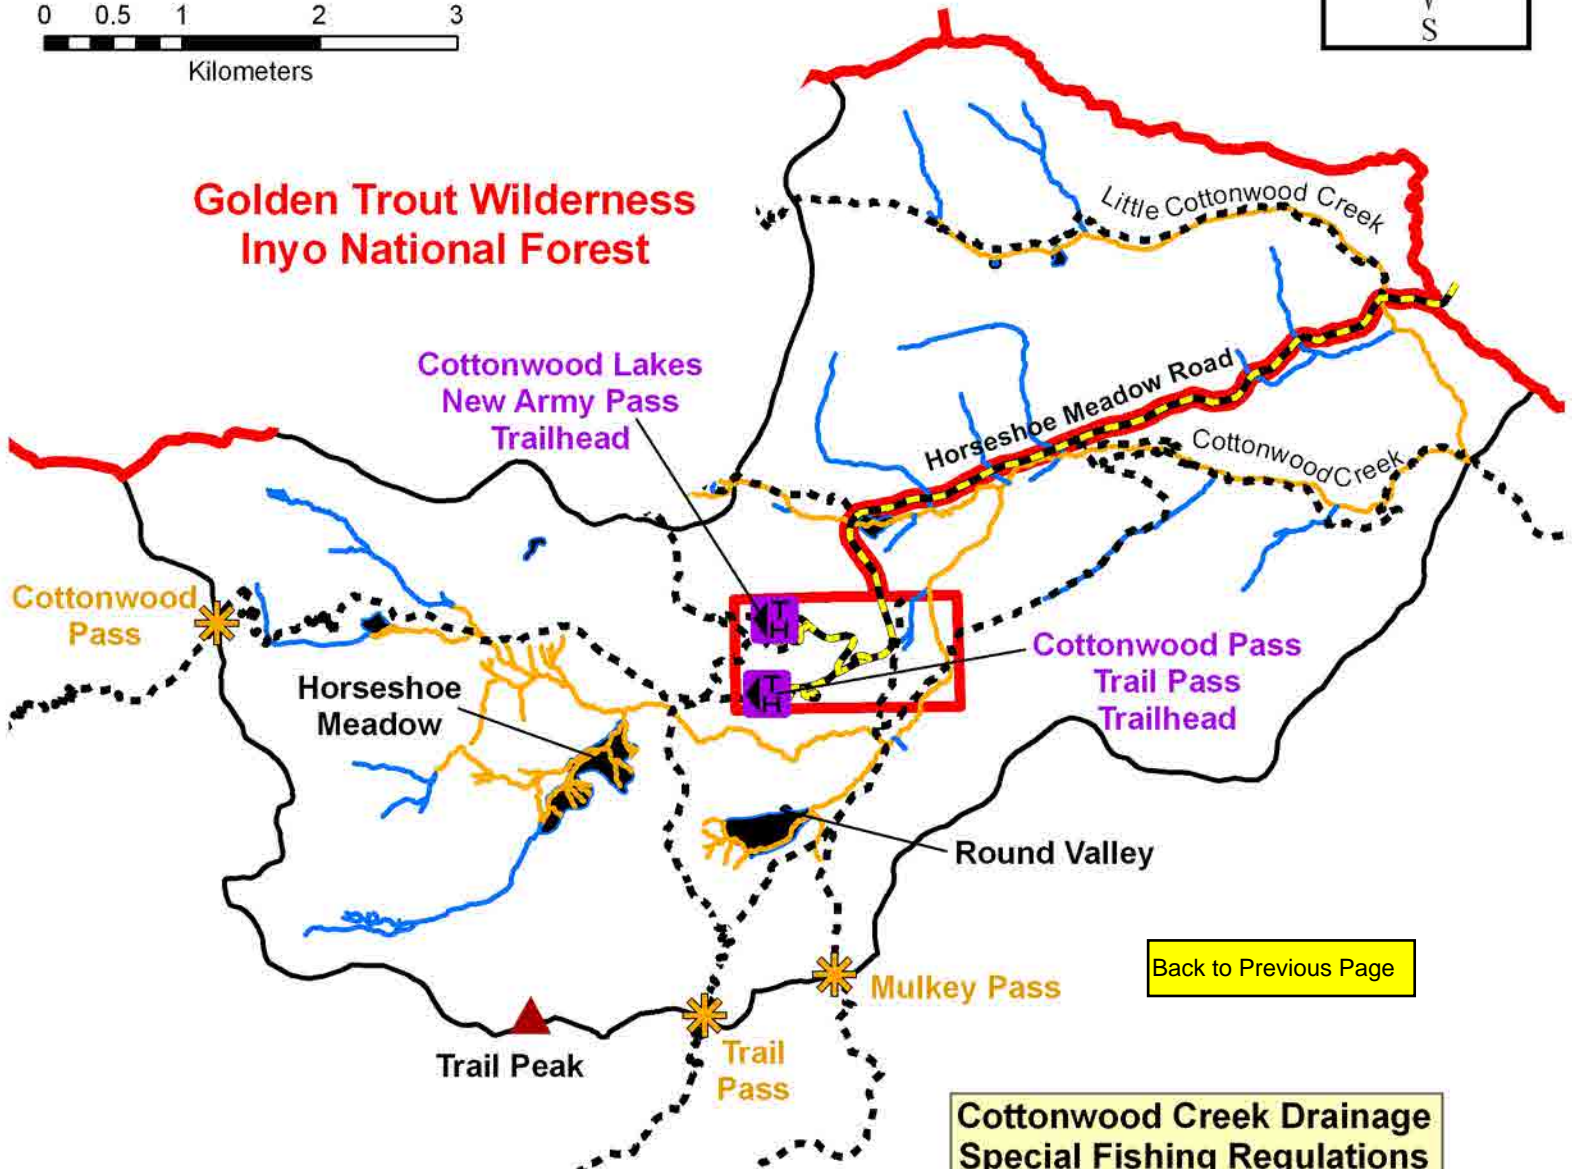 0 0.5 1 2 3
Kilometers
S
Golden Trout Wilderness
Inyo National Forest
Little Cottonwood Creek
Cottonwood Lakes
New Army Pass
Trailhead
Horseshoe Meadow Road
Cottonwood Creek
Cottonwood
Pass
TH
TH
Cottonwood Pass
Trail Pass
Trailhead
Horseshoe
Meadow
Round Valley
Back to Previous Page
Mulkey Pass
Trail Peak
Trail
Pass
Cottonwood Creek Drainage
Special Fishing Regulations